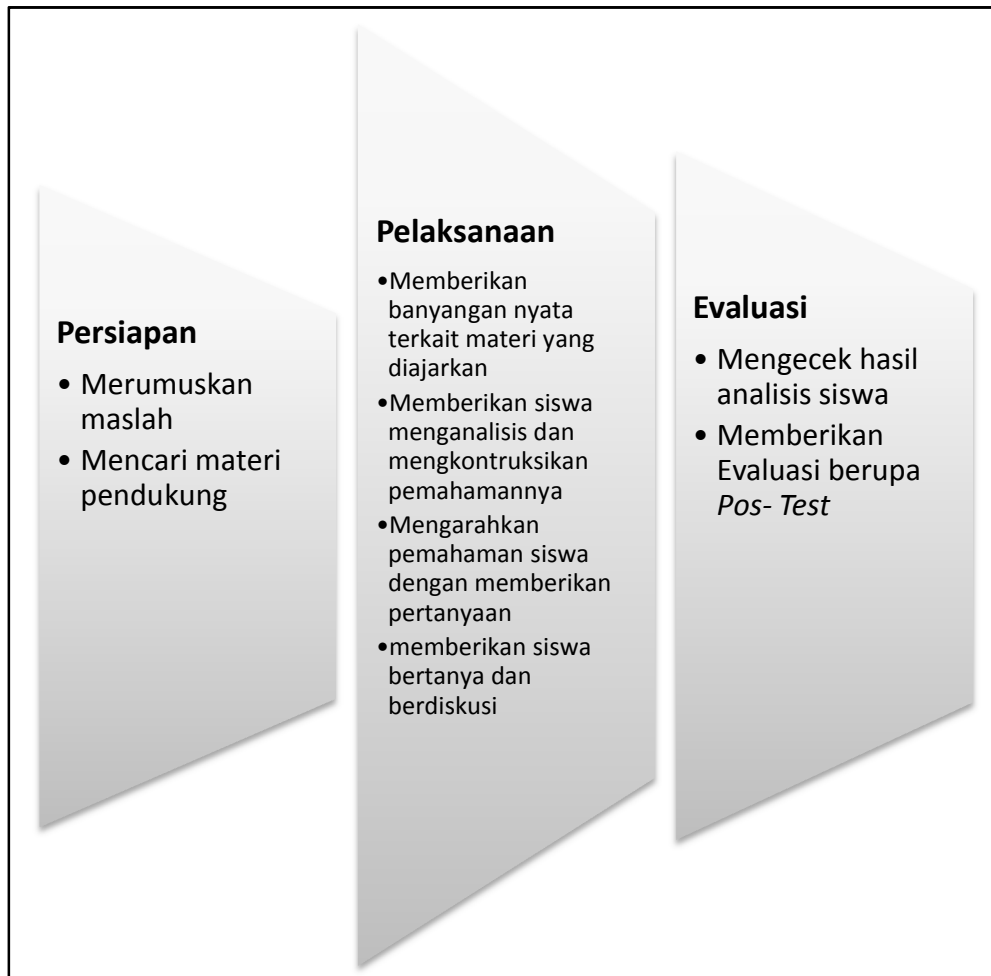 Persiapan
• Merumuskan
maslah
• Mencari materi
pendukung
Pelaksanaan
•Memberikan
banyangan nyata
terkait materi yang
diajarkan
•Memberikan siswa
menganalisis dan
mengkontruksikan
pemahamannya
•Mengarahkan
pemahaman siswa
dengan memberikan
pertanyaan
•memberikan siswa
bertanya dan
berdiskusi
Evaluasi
• Mengecek hasil
analisis siswa
• Memberikan
Evaluasi berupa
Pos- Test